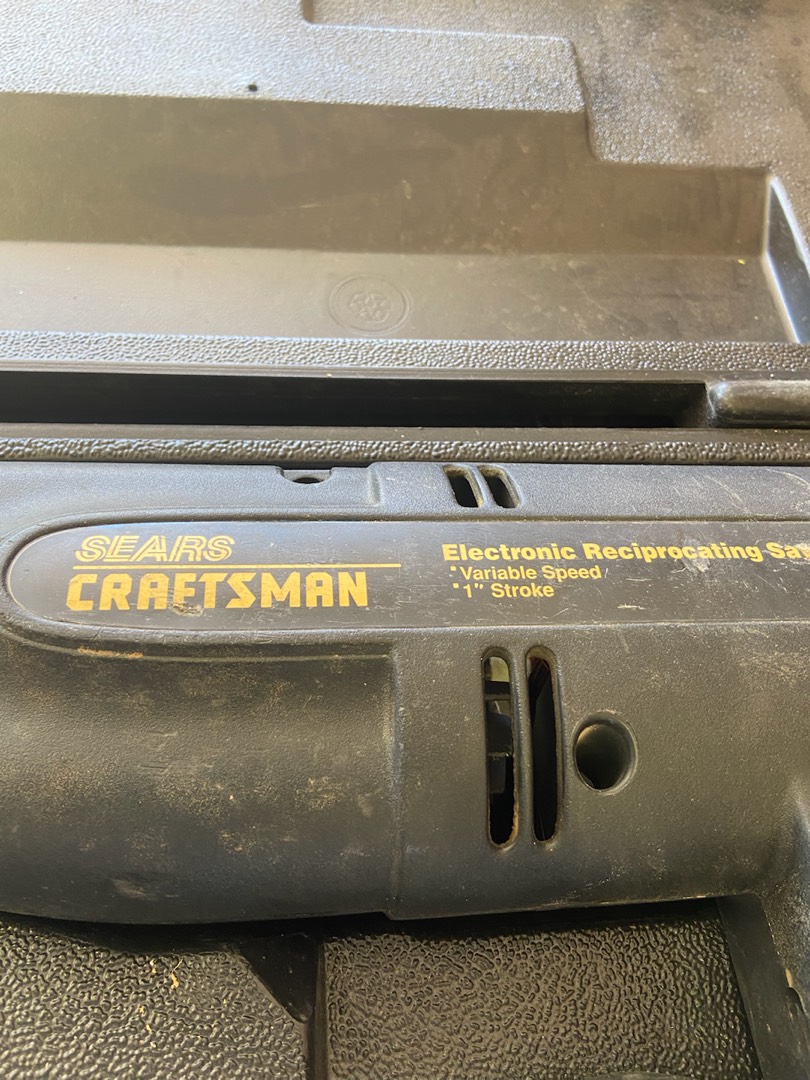 SEARS
CRAFTSMAN
Electronic Reciprocating
• Variable Speed
• 1" Stroke